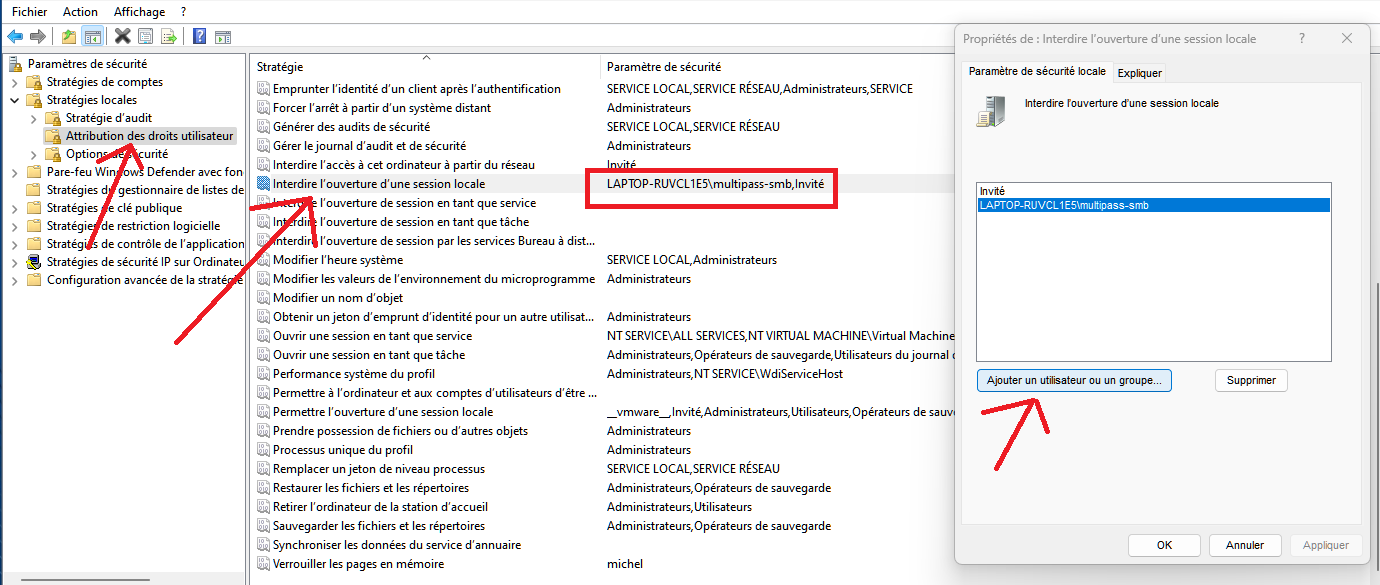 Fichier Action Affichage ?
Paramètres de sécurité
Stratégies de comptes
Stratégies locales
Stratégie d'audit
Attribution des droits utilisateur
Options de sécurité
Pare-feu Windows Defender avec fon
Stratégies du gestionnaire de listes de
Stratégies de clé publique
Stratégies de restriction logicielle
Stratégies de contrôle de l'application
Stratégies de sécurité IP sur Ordinateu
Configuration avancée de la stratégie
Stratégie Paramètre de sécurité
Emprunter l'identité d'un client après l'authentification SERVICE LOCAL,SERVICE RÉSEAU,Administrateurs,SERVICE
Forcer l'arrêt à partir d'un système distant Administrateurs
Générer des audits de sécurité SERVICE LOCAL,SERVICE RÉSEAU
Gérer le journal d'audit et de sécurité Administrateurs
Interdire l'accès à cet ordinateur à partir du réseau Invité
Interdire l'ouverture d'une session locale LAPTOP-RUVCL1E5\multipass-smb,Invité
Interdire l'ouverture de session en tant que service
Interdire l'ouverture de session en tant que tâche
Interdire l'ouverture de session par les services Bureau à dist...
Modifier l'heure système SERVICE LOCAL,Administrateurs
Modifier les valeurs de l'environnement du microprogramme Administrateurs
Modifier un nom d'objet
Obtenir un jeton d'emprunt d'identité pour un autre utilisat... Administrateurs
Ouvrir une session en tant que service NT SERVICE\ALL SERVICES,NT VIRTUAL MACHINE\Virtual Machine
Ouvrir une session en tant que tâche Administrateurs,Opérateurs de sauvegarde,Utilisateurs du journal d
Performance système du profil Administrateurs,NT SERVICE\WdiServiceHost
Permettre à l'ordinateur et aux comptes d'utilisateurs d'être ...
Permettre l'ouverture d'une session locale __vmware__,Invité,Administrateurs,Utilisateurs,Opérateurs de sauve
Prendre possession de fichiers ou d'autres objets Administrateurs
Processus unique du profil Administrateurs
Remplacer un jeton de niveau processus SERVICE LOCAL,SERVICE RÉSEAU
Restaurer les fichiers et les répertoires Administrateurs,Opérateurs de sauvegarde
Retirer l'ordinateur de la station d'accueil Administrateurs,Utilisateurs
Sauvegarder les fichiers et les répertoires Administrateurs,Opérateurs de sauvegarde
Synchroniser les données du service d'annuaire
Verrouiller les pages en mémoire michel
Propriétés de : Interdire l'ouverture d'une session locale ?
Paramètre de sécurité locale Expliquer
Interdire l'ouverture d'une session locale
Invité
LAPTOP-RUVCL1E5\multipass-smb
Ajouter un utilisateur ou un groupe... Supprimer
OK Annuler Appliquer